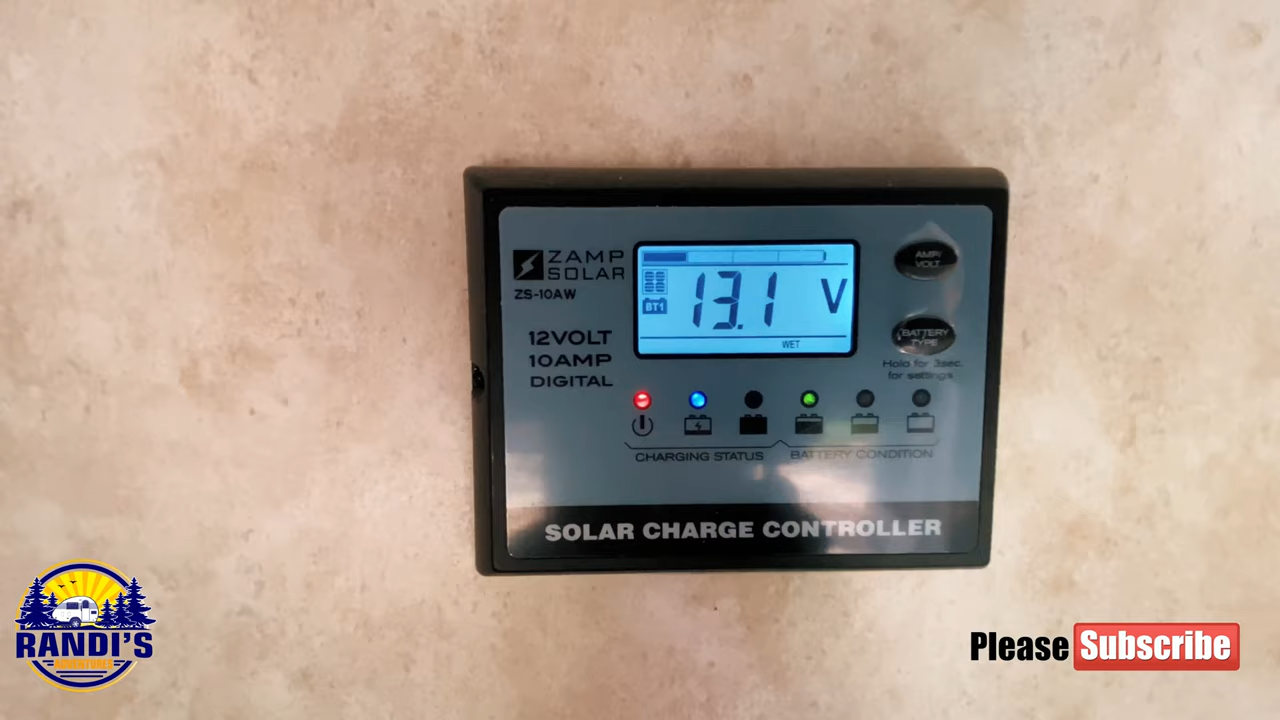 ZAMP
SOLAR
ZS-10AW
12VOLT
10AMP
DIGITAL
BT1
13.1 V
WET
AMP/
VOLT
BATTERY
TYPE
Hold for 3sec.
for settings
CHARGING STATUS
BATTERY CONDITION
SOLAR CHARGE CONTROLLER
RANDI'S
ADVENTURES
Please Subscribe